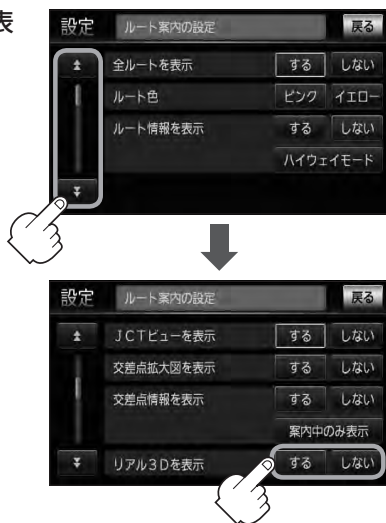 表
設定 ルート案内の設定 戻る
全ルートを表示 する しない
ルート色 ピンク イエロー
ルート情報を表示 する しない
ハイウェイモード
設定 ルート案内の設定 戻る
JCTビューを表示 する しない
交差点拡大図を表示 する しない
交差点情報を表示 する しない
案内中のみ表示
リアル3Dを表示 する しない